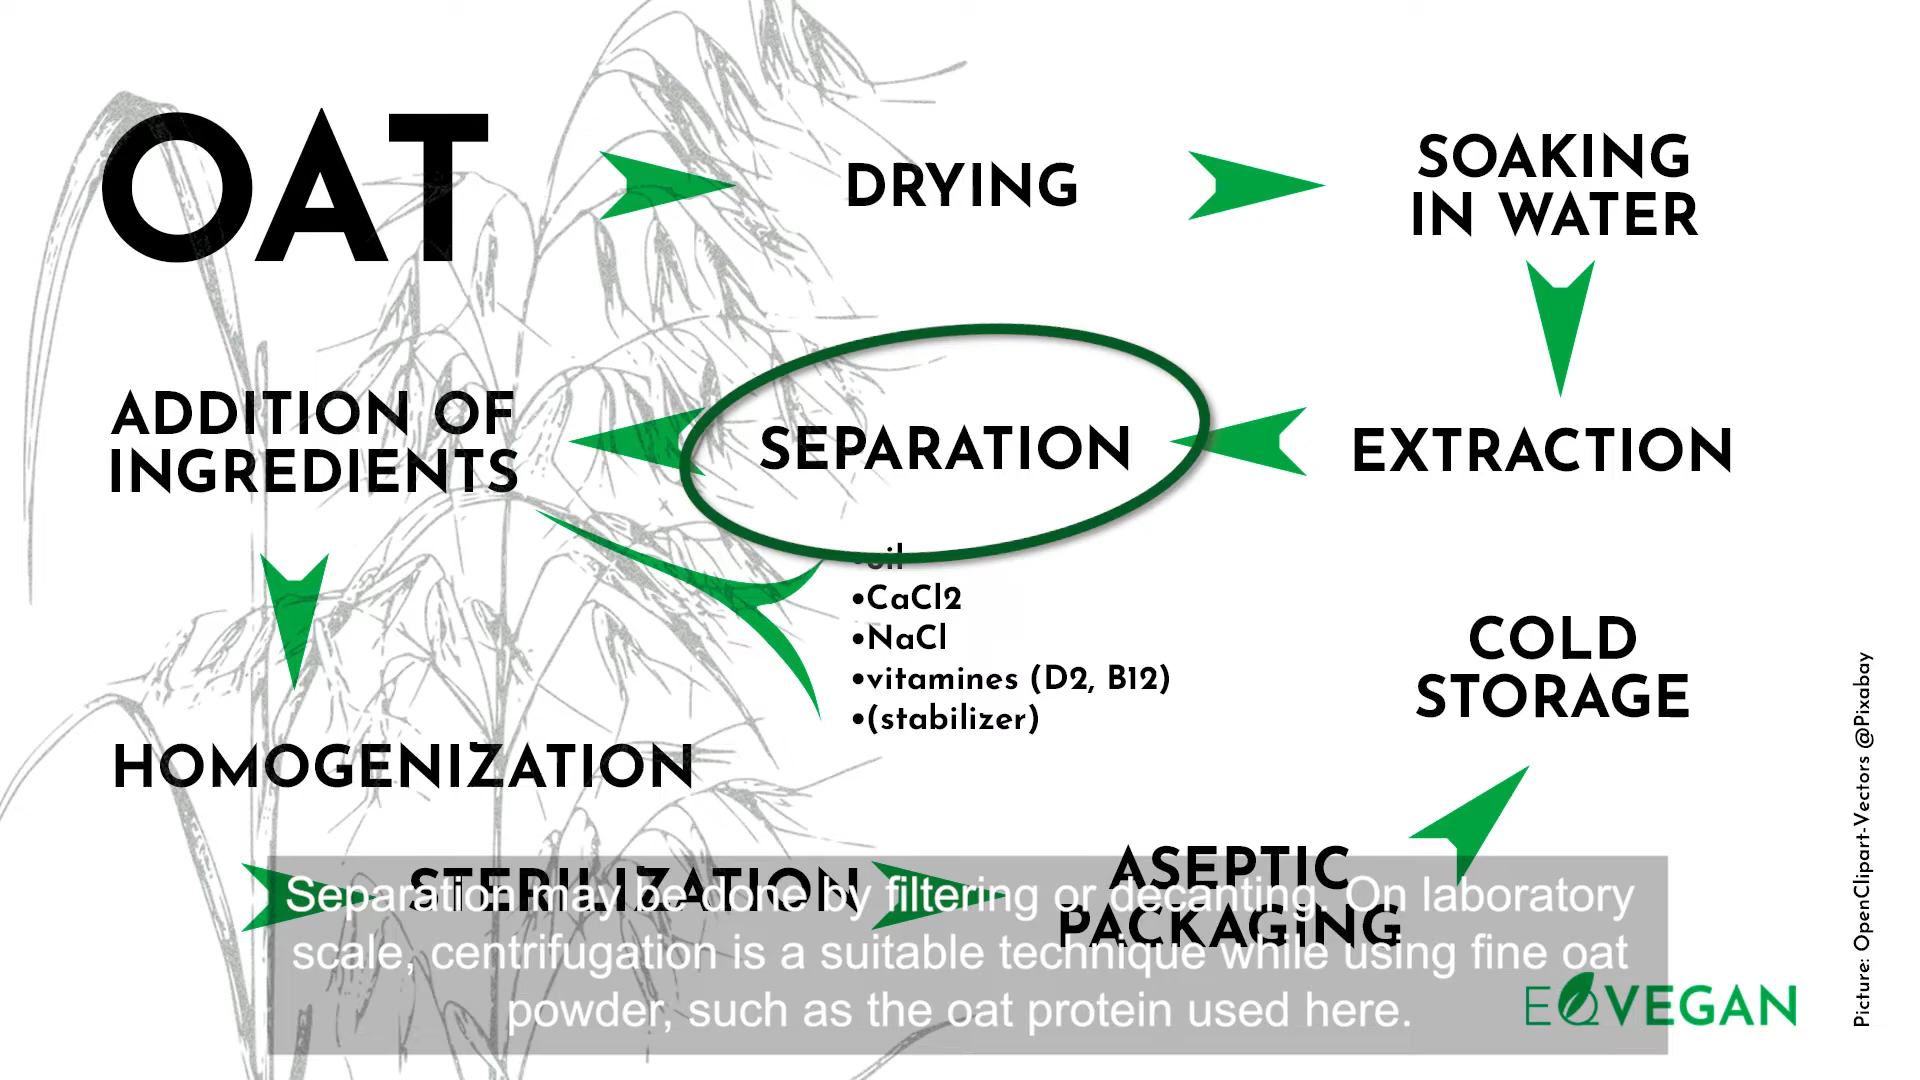 OAT
DRYING
SOAKING
IN WATER
ADDITION OF
INGREDIENTS
SEPARATION
EXTRACTION
•oil
•CaCl2
•NaCl
•vitamines (D2, B12)
•(stabilizer)
COLD
STORAGE
HOMOGENIZATION
STERILIZATION
ASEPTIC
PACKAGING
Separation may be done by filtering or decanting. On laboratory
scale, centrifugation is a suitable technique while using fine oat
powder, such as the oat protein used here.
EQVEGAN
Picture: OpenClipart-Vectors @Pixabay